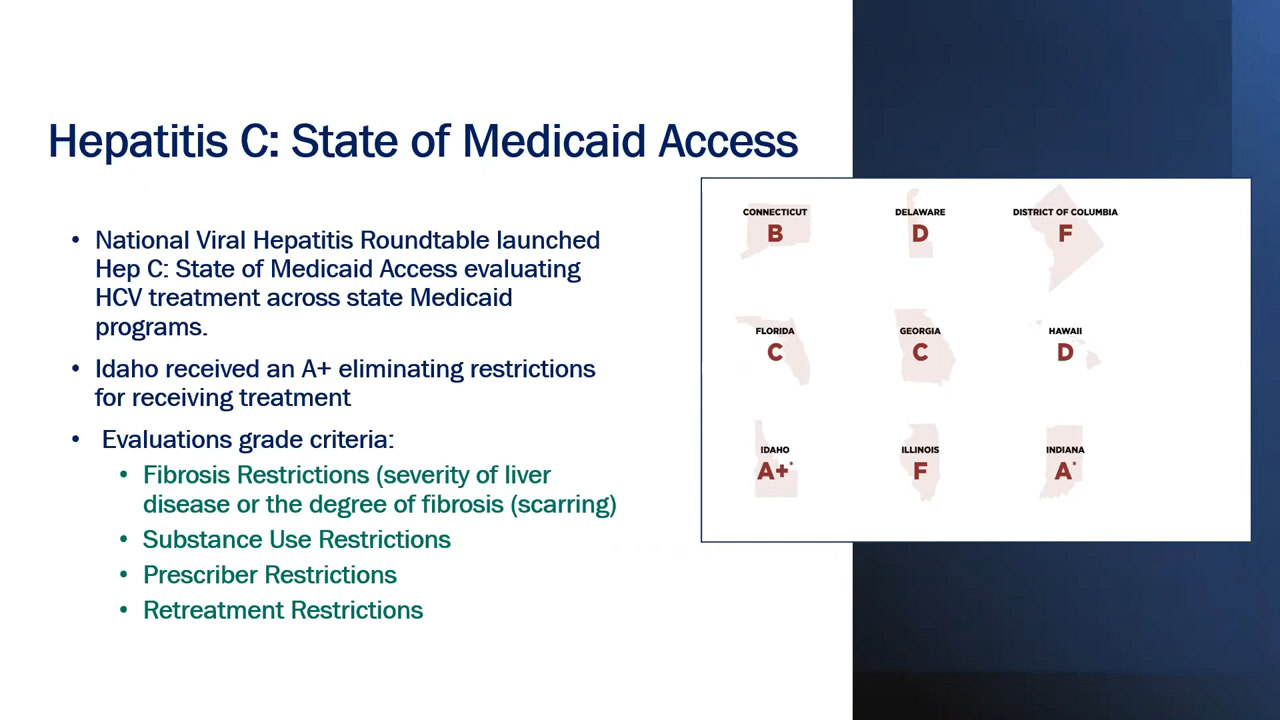 Hepatitis C: State of Medicaid Access
• National Viral Hepatitis Roundtable launched
Hep C: State of Medicaid Access evaluating
HCV treatment across state Medicaid
programs.
• Idaho received an A+ eliminating restrictions
for receiving treatment
• Evaluations grade criteria:
• Fibrosis Restrictions (severity of liver
disease or the degree of fibrosis (scarring)
• Substance Use Restrictions
• Prescriber Restrictions
• Retreatment Restrictions
CONNECTICUT
B
DELAWARE
D
DISTRICT OF COLUMBIA
F
FLORIDA
C
GEORGIA
C
HAWAII
D
IDAHO
A+*
ILLINOIS
F
INDIANA
A*